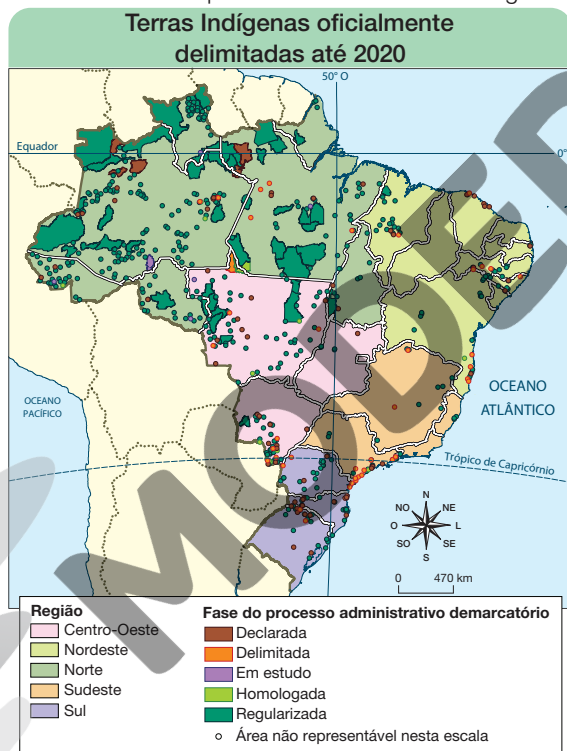 Terras Indígenas oficialmente
delimitadas até 2020
50° O
Equador
0°
OCEANO
PACÍFICO
OCEANO
ATLÂNTICO
Trópico de Capricórnio
N
NO
NE
O
L
SO
SE
S
0
470 km
Região
Centro-Oeste
Nordeste
Norte
Sudeste
Sul
Fase do processo administrativo demarcatório
Declarada
Delimitada
Em estudo
Homologada
Regularizada
Área não representável nesta escala